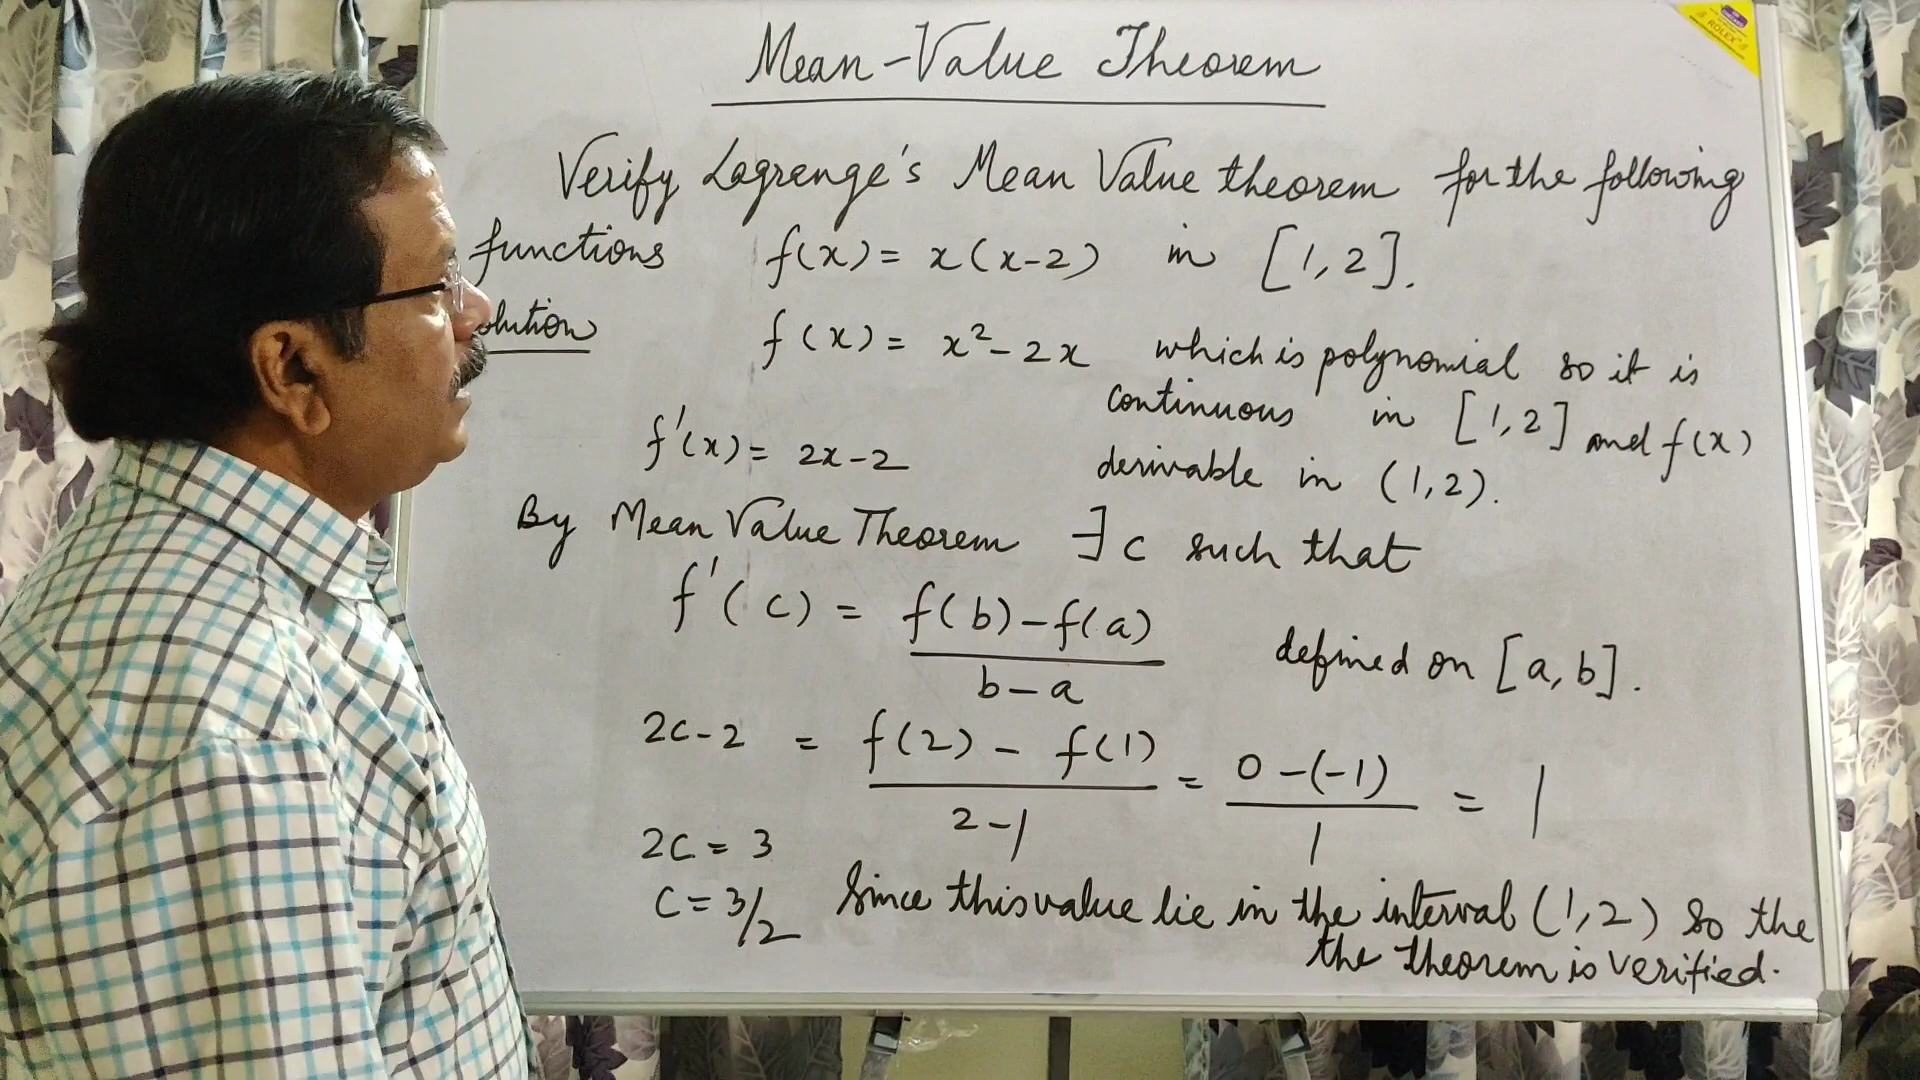 Mean-Value Theorem
Verify Lagrange's Mean Value theorem for the following
functions f(x) = x(x-2) in [1,2].
olution f(x) = x²-2x which is polynomial so it is
continuous in [1,2] and f(x)
f'(x) = 2x-2 derivable in (1,2).
By Mean Value Theorem ∃ c such that
f'(c) = f(b)-f(a) / b-a defined on [a,b].
2c-2 = f(2) - f(1) / 2-1 = 0-(-1) / 1 = 1
2c = 3
c = 3/2 Since this value lie in the interval (1,2) So the
the theorem is verified.
ROLEX